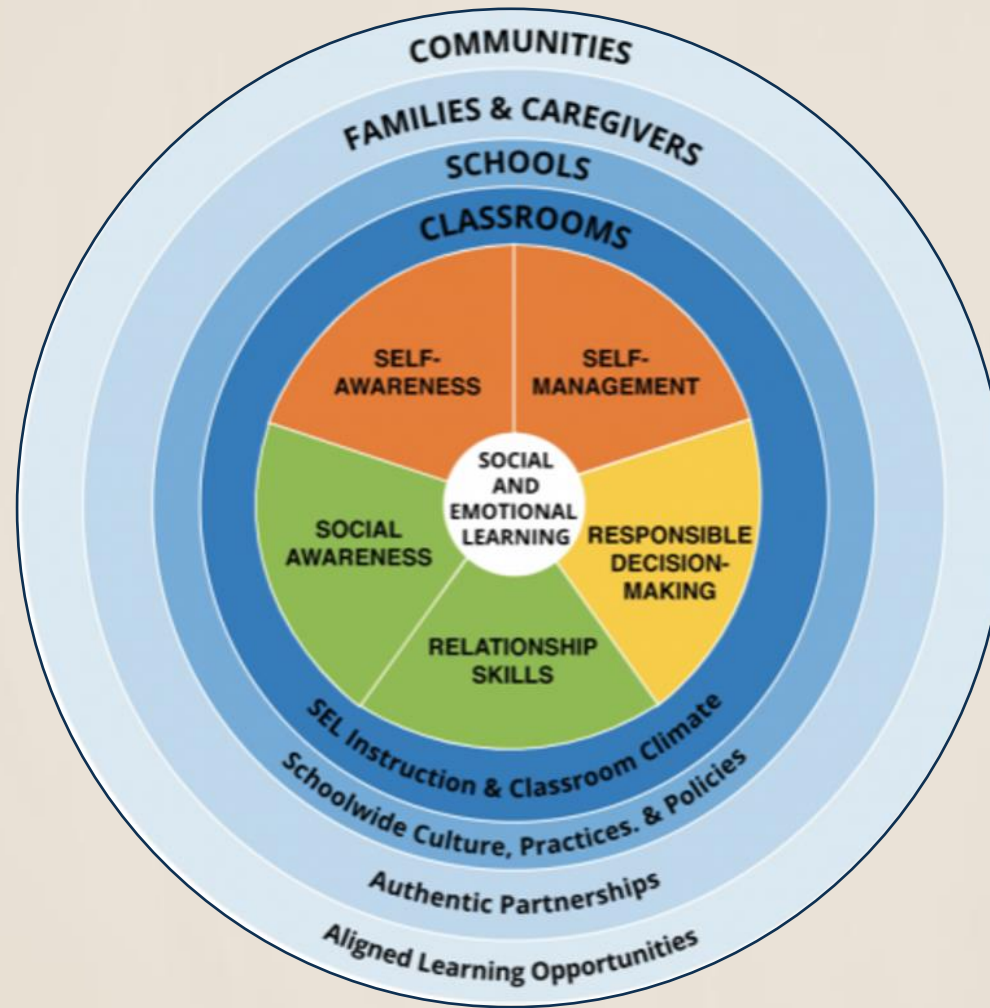 COMMUNITIES
FAMILIES & CAREGIVERS
SCHOOLS
CLASSROOMS
SELF-
AWARENESS
SELF-
MANAGEMENT
SOCIAL
AND
EMOTIONAL
LEARNING
SOCIAL
AWARENESS
RESPONSIBLE
DECISION-
MAKING
RELATIONSHIP
SKILLS
SEL Instruction & Classroom Climate
Schoolwide Culture, Practices. & Policies
Authentic Partnerships
Aligned Learning Opportunities